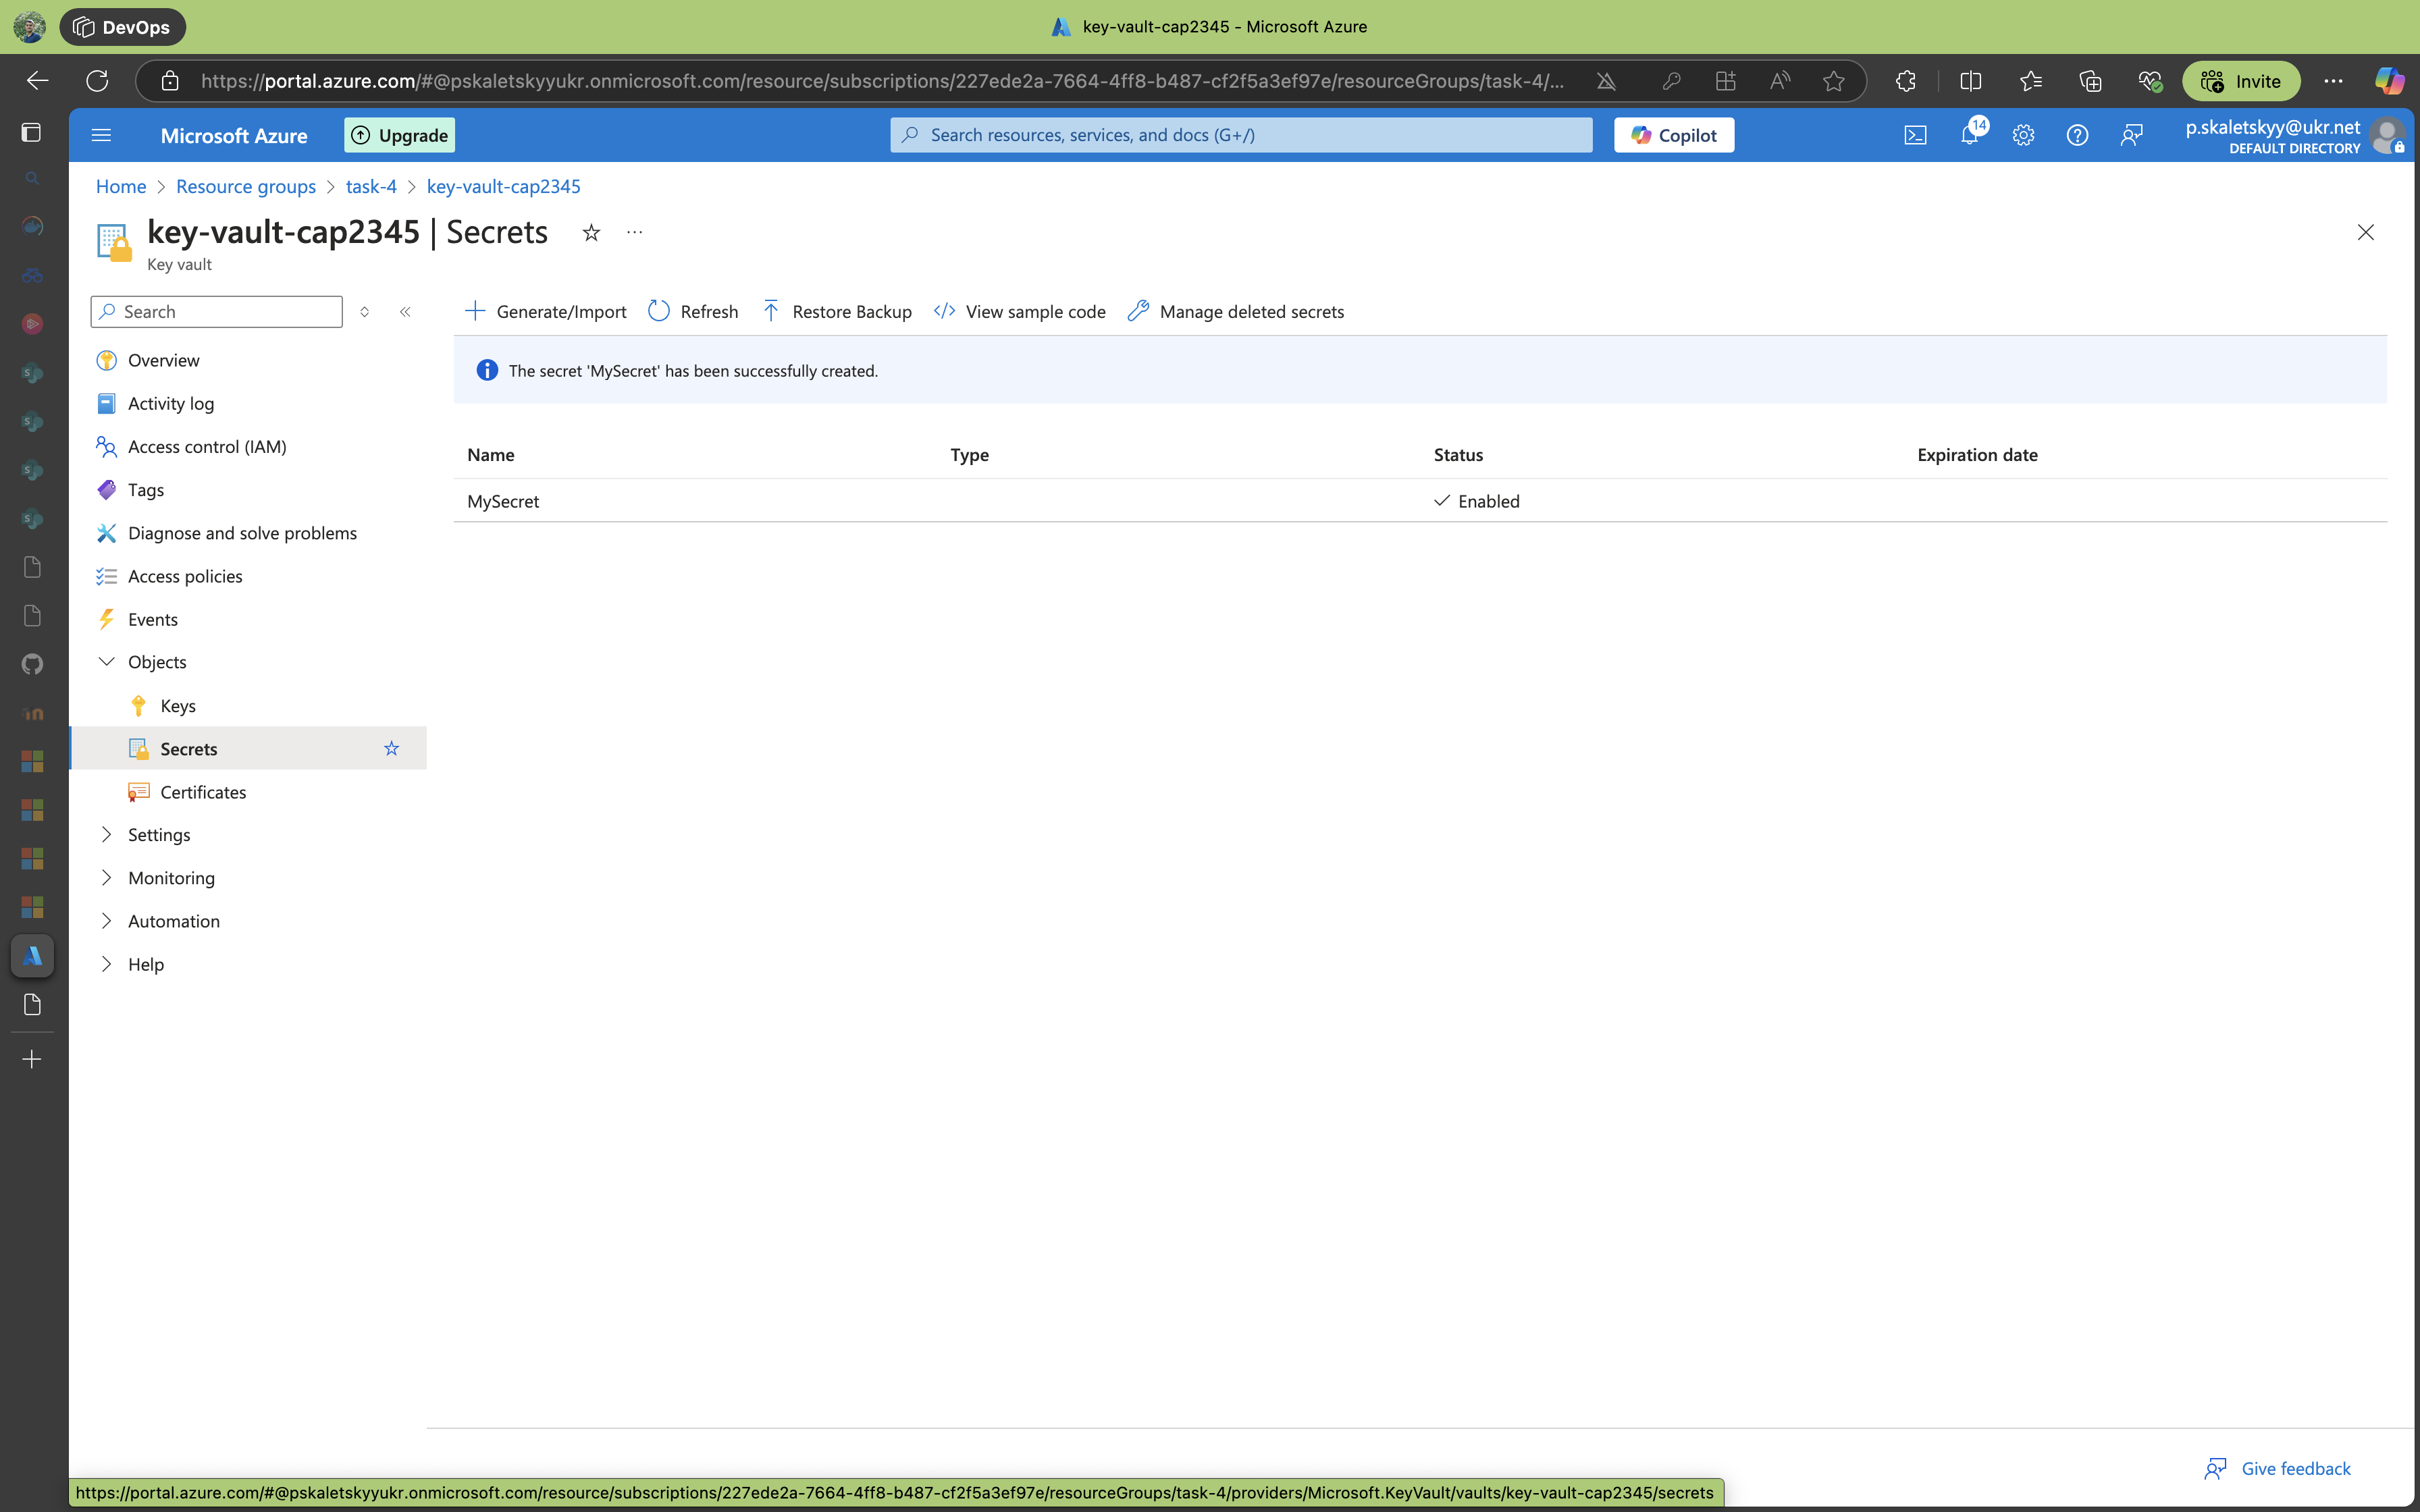 DevOps
key-vault-cap2345 - Microsoft Azure
https://portal.azure.com/#@pskaletskyyukr.onmicrosoft.com/resource/subscriptions/227ede2a-7664-4ff8-b487-cf2f5a3ef97e/resourceGroups/task-4/...
Invite
Microsoft Azure
Upgrade
Search resources, services, and docs (G+/)
Copilot
14
p.skaletskyy@ukr.net
DEFAULT DIRECTORY
Home > Resource groups > task-4 > key-vault-cap2345
key-vault-cap2345 | Secrets
Key vault
Search
Generate/Import
Refresh
Restore Backup
View sample code
Manage deleted secrets
The secret 'MySecret' has been successfully created.
Name Type Status Expiration date
MySecret Enabled
Overview
Activity log
Access control (IAM)
Tags
Diagnose and solve problems
Access policies
Events
Objects
Keys
Secrets
Certificates
Settings
Monitoring
Automation
Help
Give feedback
https://portal.azure.com/#@pskaletskyyukr.onmicrosoft.com/resource/subscriptions/227ede2a-7664-4ff8-b487-cf2f5a3ef97e/resourceGroups/task-4/providers/Microsoft.KeyVault/vaults/key-vault-cap2345/secrets